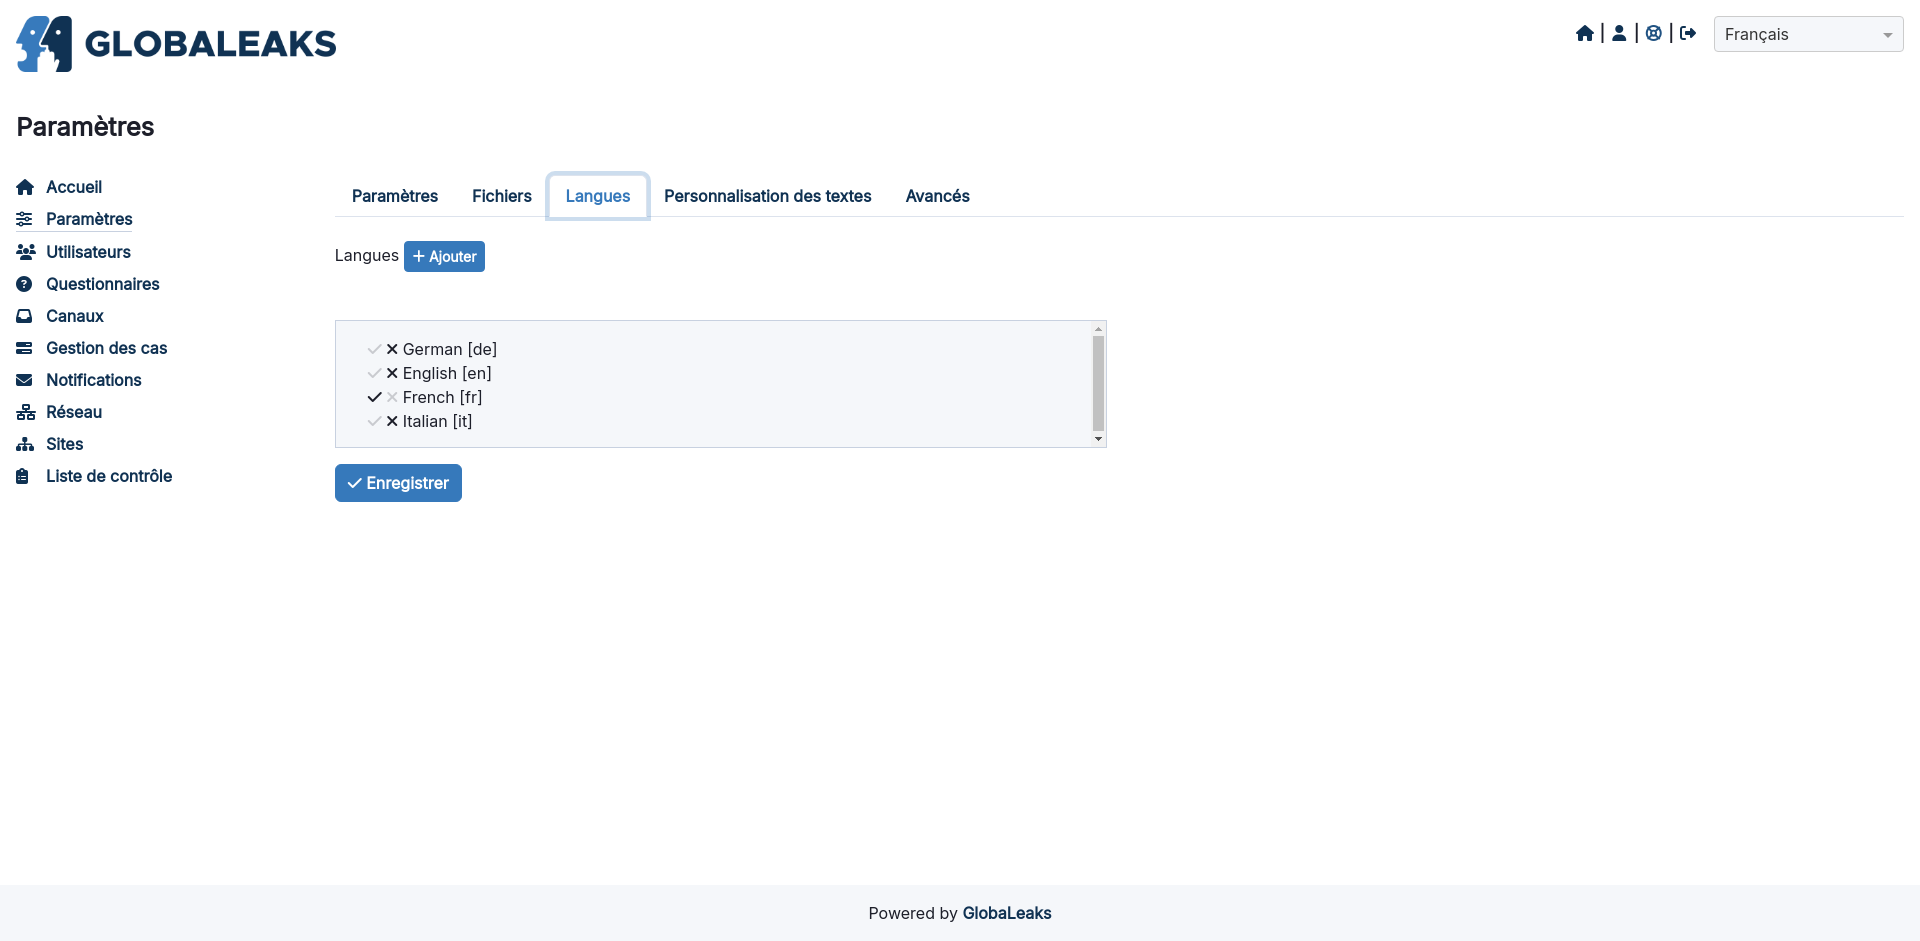 GLOBALEAKS
Français
Paramètres
Accueil
Paramètres
Utilisateurs
Questionnaires
Canaux
Gestion des cas
Notifications
Réseau
Sites
Liste de contrôle
Paramètres Fichiers Langues Personnalisation des textes Avancés
Langues Ajouter
German [de]
English [en]
French [fr]
Italian [it]
Enregistrer
Powered by GlobaLeaks